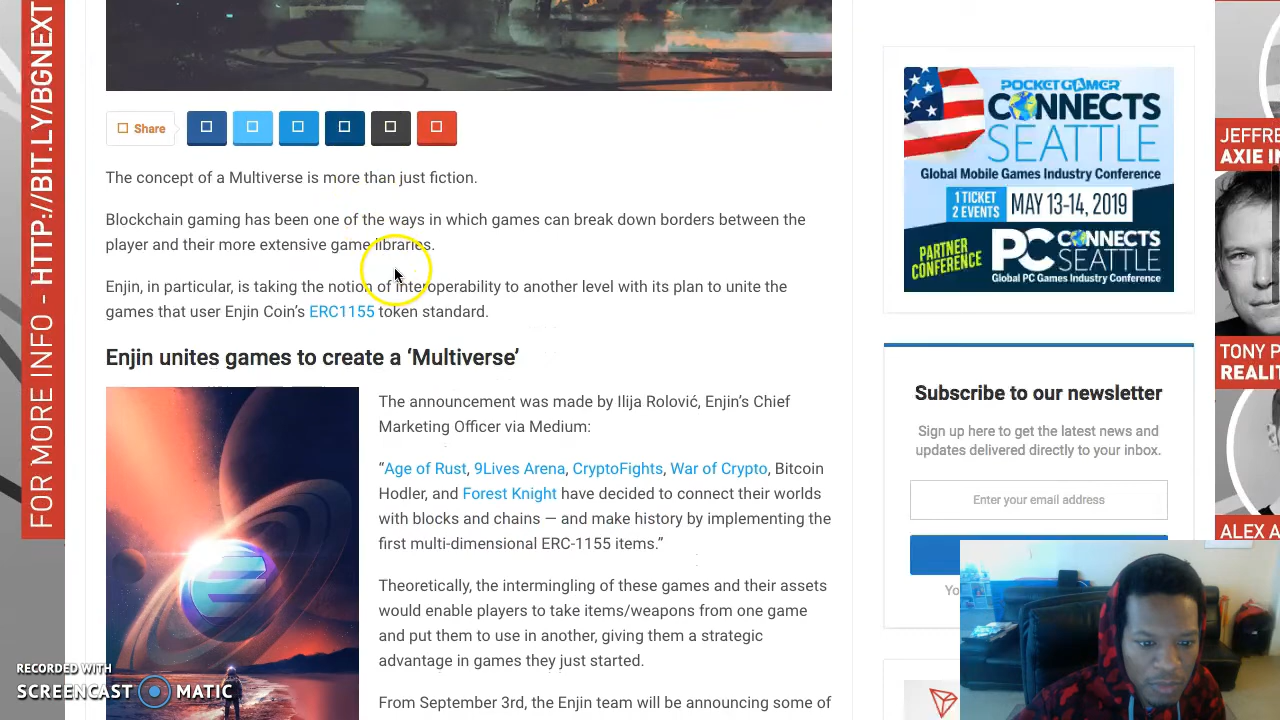 FOR MORE INFO - HTTP://BIT.LY/BGNEXT
Share
The concept of a Multiverse is more than just fiction.
Blockchain gaming has been one of the ways in which games can break down borders between the
player and their more extensive game libraries.
Enjin, in particular, is taking the notion of interoperability to another level with its plan to unite the
games that user Enjin Coin's ERC1155 token standard.
Enjin unites games to create a ‘Multiverse’
The announcement was made by Ilija Rolović, Enjin's Chief
Marketing Officer via Medium:
“Age of Rust, 9Lives Arena, CryptoFights, War of Crypto, Bitcoin
Hodler, and Forest Knight have decided to connect their worlds
with blocks and chains — and make history by implementing the
first multi-dimensional ERC-1155 items.”
Theoretically, the intermingling of these games and their assets
would enable players to take items/weapons from one game
and put them to use in another, giving them a strategic
advantage in games they just started.
From September 3rd, the Enjin team will be announcing some of
POCKET GAMER
CONNECTS
SEATTLE
Global Mobile Games Industry Conference
1 TICKET
2 EVENTS
MAY 13-14, 2019
PARTNER
CONFERENCE
PC CONNECTS
SEATTLE
Global PC Games Industry Conference
Subscribe to our newsletter
Sign up here to get the latest news and
updates delivered directly to your inbox.
Enter your email address
JEFFRE
AXIE IN
TONY P
REALIT
ALEX A
RECORDED WITH
SCREENCAST MATIC